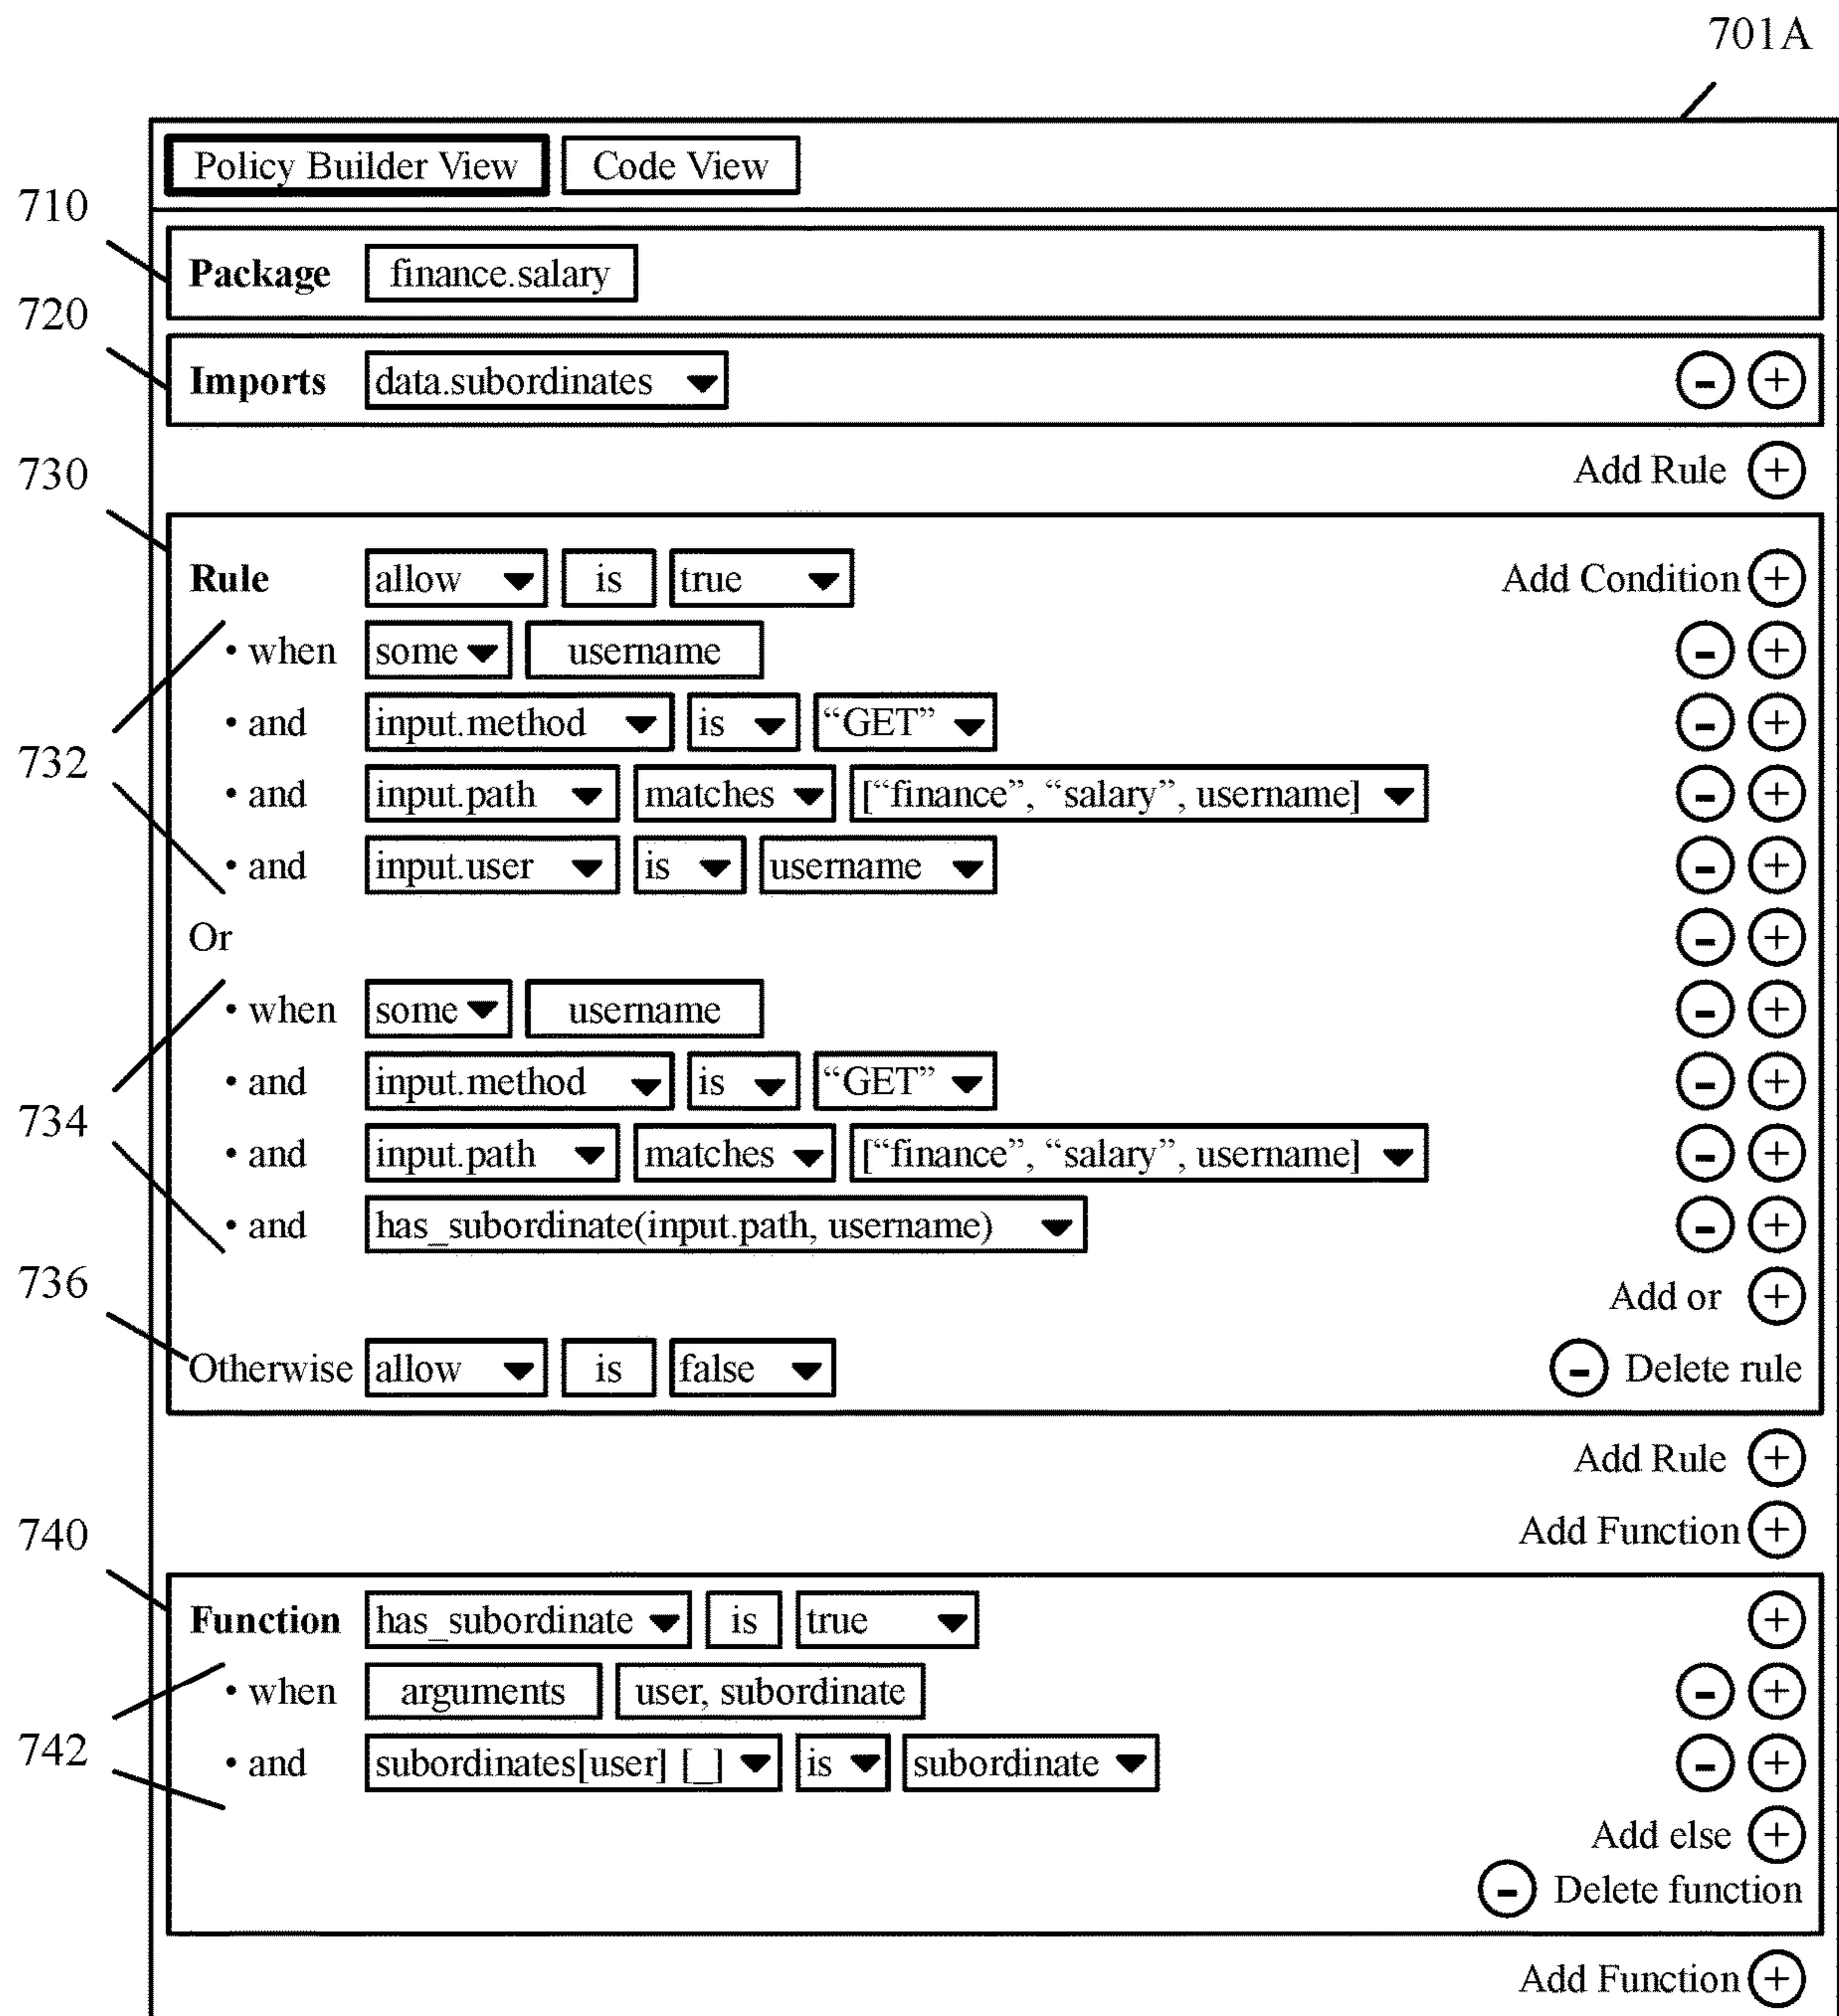 701A
Policy Builder View Code View
710
Package finance.salary
720
Imports data.subordinates - +
730
Add Rule +
Rule allow is true Add Condition +
• when some username - +
• and input.method is “GET” - +
732
• and input.path matches [“finance”, “salary”, username] - +
• and input.user is username - +
Or - +
• when some username - +
• and input.method is “GET” - +
734
• and input.path matches [“finance”, “salary”, username] - +
• and has_subordinate(input.path, username) - +
736
Add or +
Otherwise allow is false - Delete rule
Add Rule +
740
Add Function +
Function has_subordinate is true +
• when arguments user, subordinate - +
742
• and subordinates[user] [_] is subordinate - +
Add else +
- Delete function
Add Function +